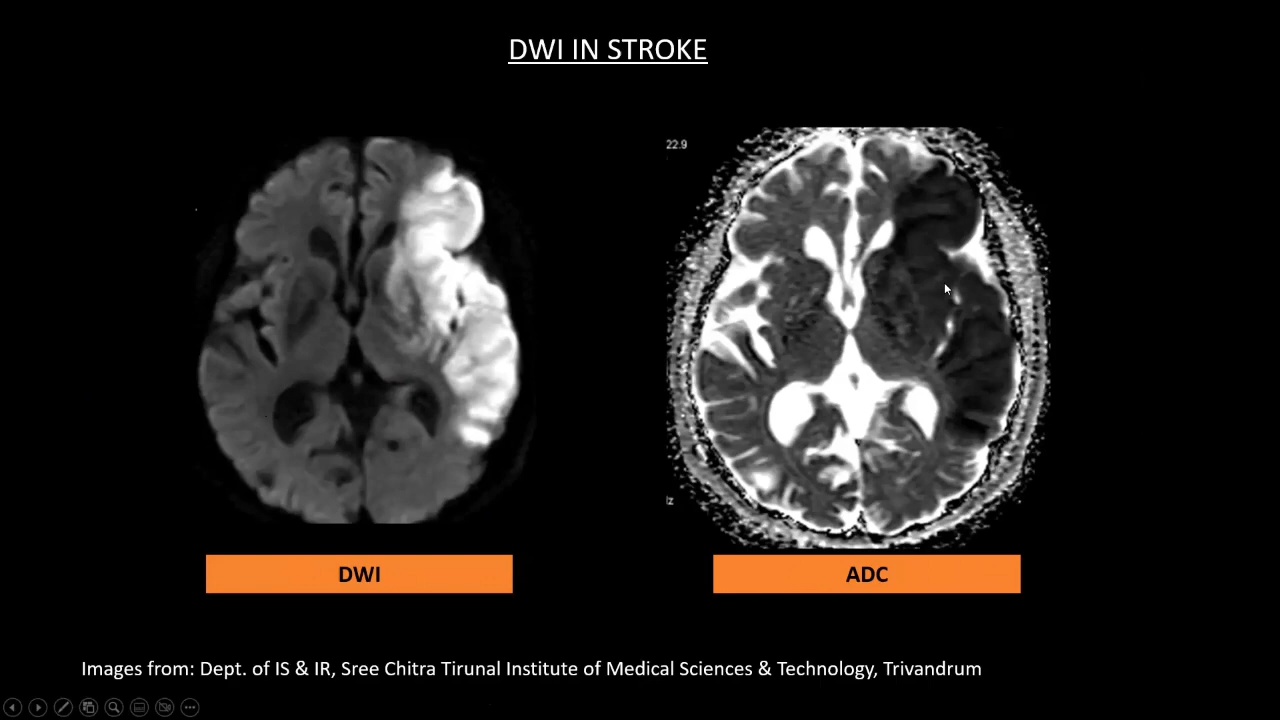 DWI IN STROKE
22.9
lz
DWI
ADC
Images from: Dept. of IS & IR, Sree Chitra Tirunal Institute of Medical Sciences & Technology, Trivandrum